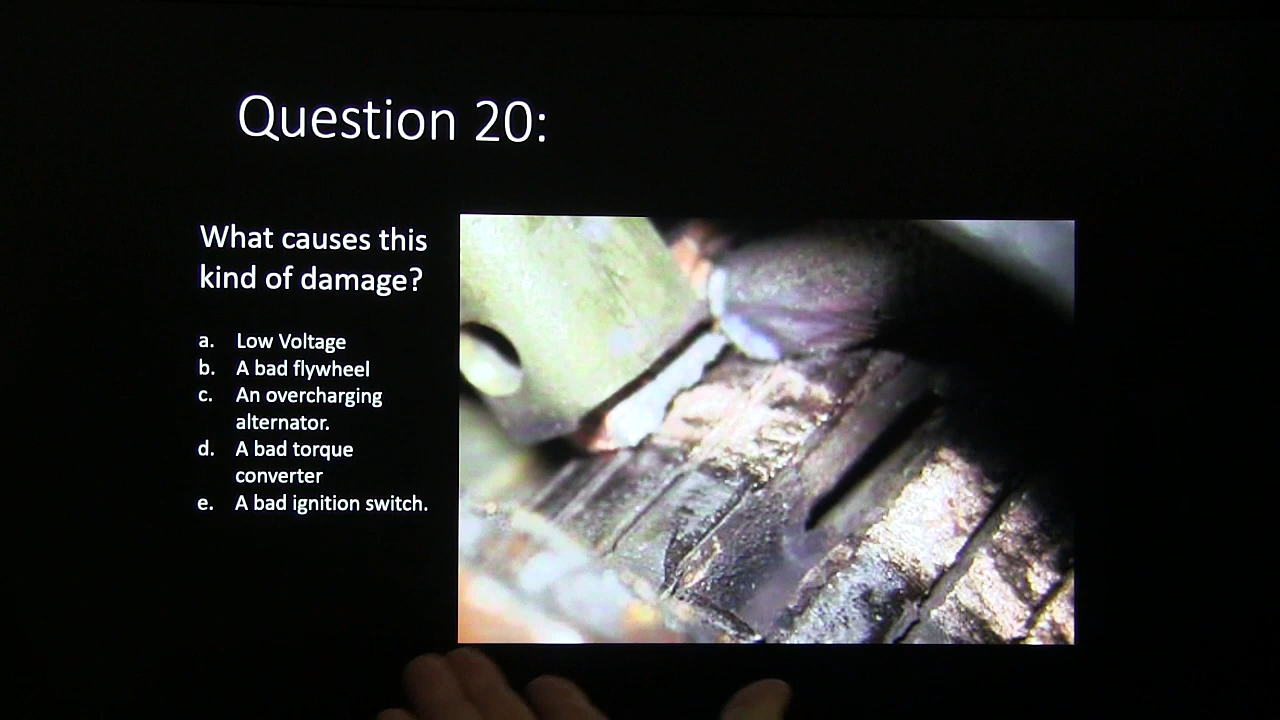 Question 20:
What causes this
kind of damage?
a. Low Voltage
b. A bad flywheel
c. An overcharging
alternator.
d. A bad torque
converter
e. A bad ignition switch.